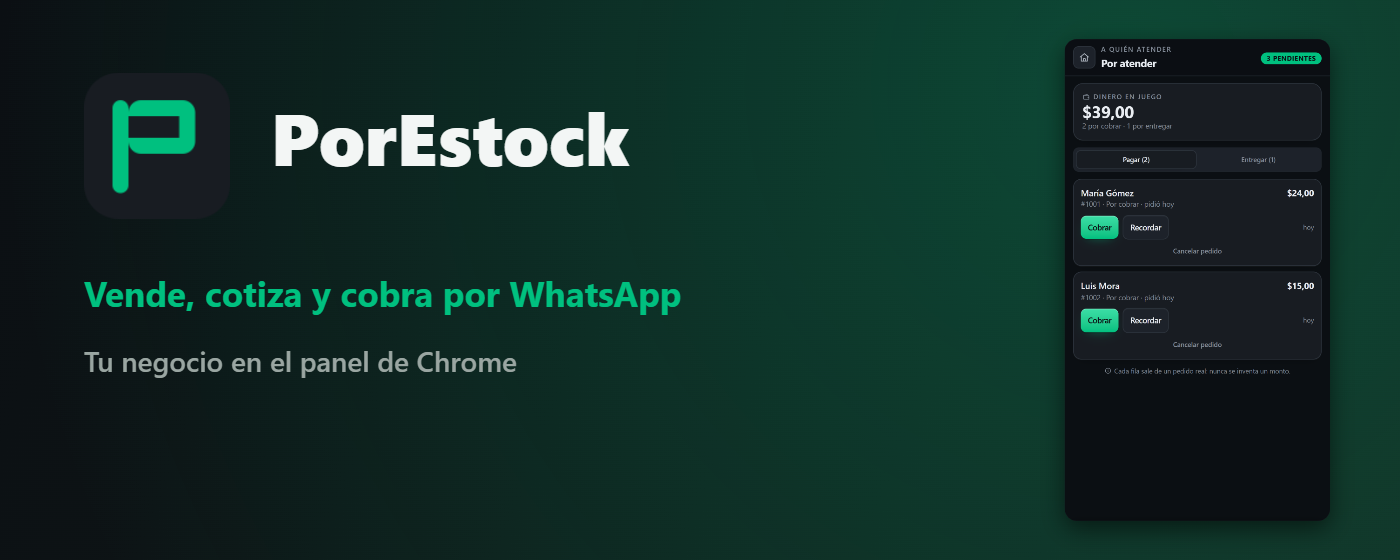 PorEstock
Vende, cotiza y cobra por WhatsApp
Tu negocio en el panel de Chrome
A QUIÉN ATENDER
Por atender
3 PENDIENTES
DINERO EN JUEGO
$39,00
2 por cobrar · 1 por entregar
Pagar (2)
Entregar (1)
María Gómez
$24,00
#1001 · Por cobrar · pidió hoy
Cobrar
Recordar
hoy
Cancelar pedido
Luis Mora
$15,00
#1002 · Por cobrar · pidió hoy
Cobrar
Recordar
hoy
Cancelar pedido
Cada fila sale de un pedido real: nunca se inventa un monto.